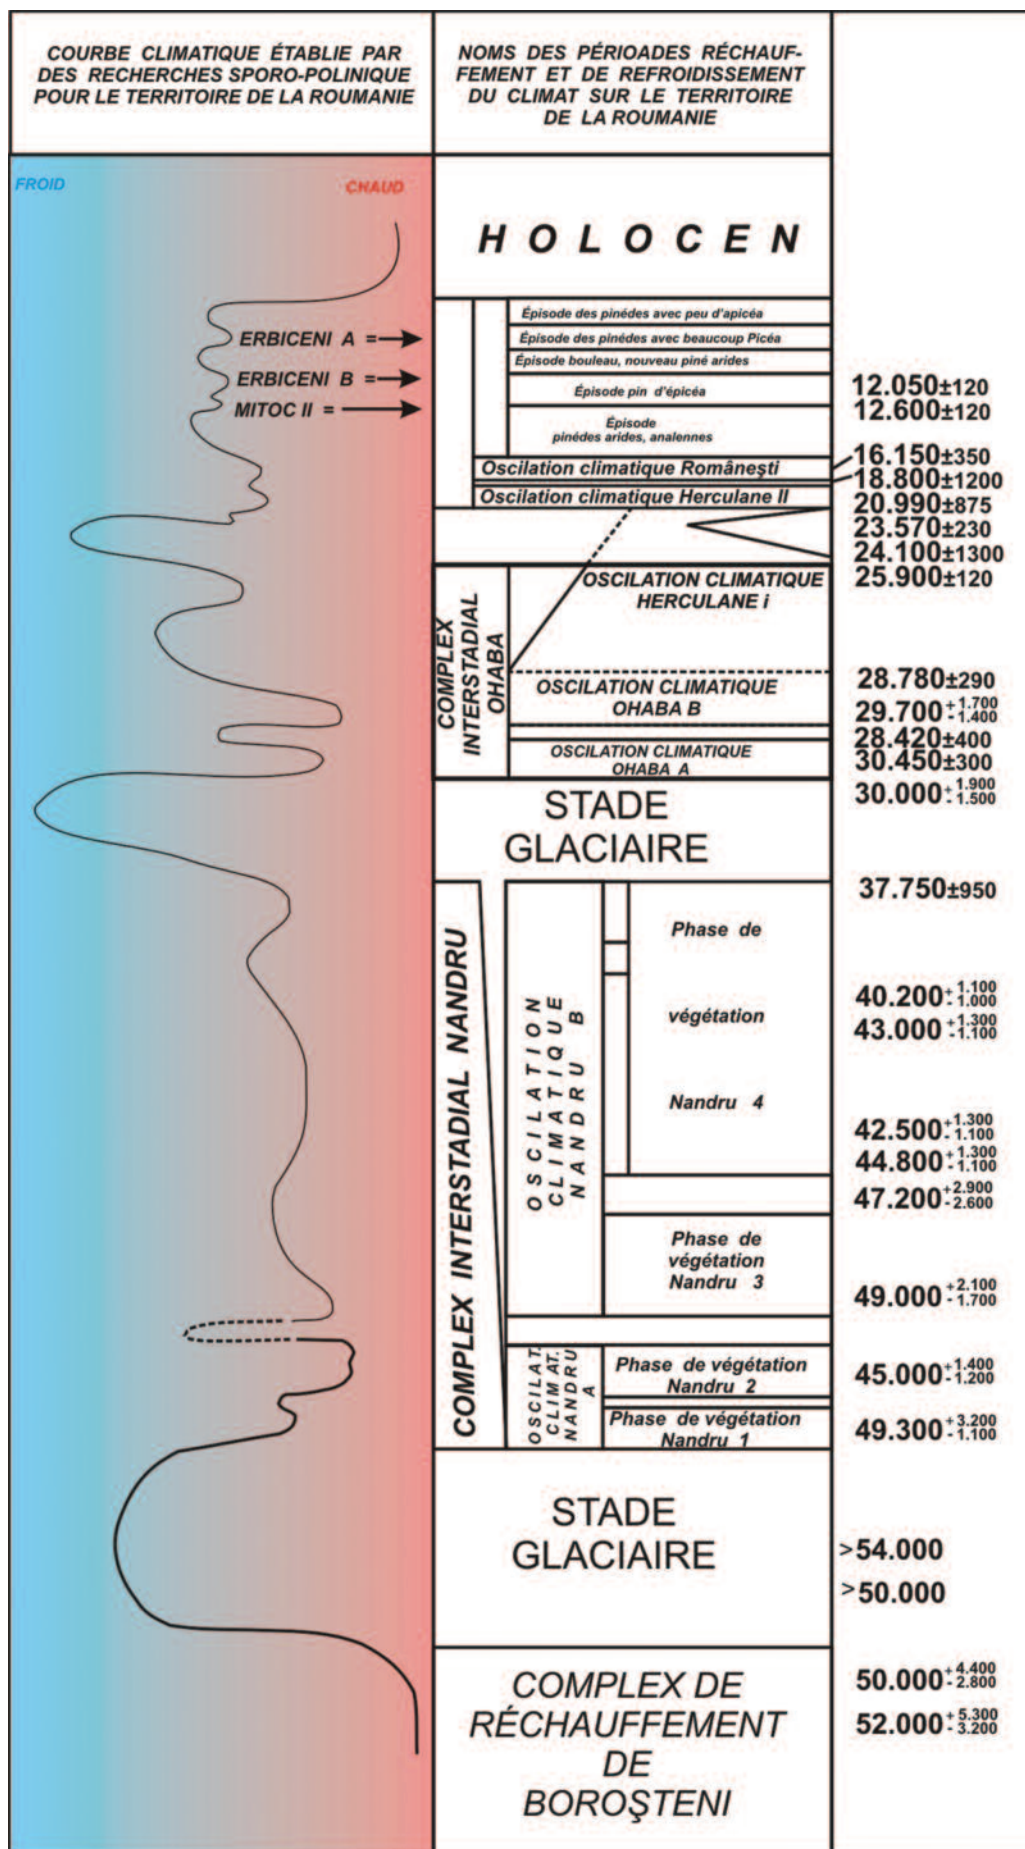 COURBE CLIMATIQUE ÉTABLIE PAR
DES RECHERCHES SPORO-POLINIQUE
POUR LE TERRITOIRE DE LA ROUMANIE
NOMS DES PÉRIOADES RÉCHAUF-
FEMENT ET DE REFROIDISSEMENT
DU CLIMAT SUR LE TERRITOIRE
DE LA ROUMANIE
FROID
CHAUD
HOLOCEN
Épisode des pinédes avec peu d'apicéa
ERBICENI A =
Épisode des pinédes avec beaucoup Picéa
Épisode bouleau, nouveau piné arides
ERBICENI B =
Épisode pin d'épicéa
12.050±120
MITOC II =
12.600±120
Épisode
pinédes arides, analennes
16.150±350
Oscilation climatique Româneşti
18.800±1200
Oscilation climatique Herculane II
20.990±875
23.570±230
24.100±1300
25.900±120
COMPLEX
INTERSTADIAL
OHABA
OSCILATION CLIMATIQUE
HERCULANE i
28.780±290
OSCILATION CLIMATIQUE
OHABA B
29.700 +1.700 -1.400
28.420±400
OSCILATION CLIMATIQUE
OHABA A
30.450±300
30.000 +1.900 -1.500
STADE
GLACIAIRE
37.750±950
COMPLEX INTERSTADIAL NANDRU
OSCILATION
CLIMATIQUE
NANDRU B
Phase de
végétation
Nandru 4
40.200 +1.100 -1.000
43.000 +1.300 -1.100
42.500 +1.300 -1.100
44.800 +1.300 -1.100
47.200 +2.900 -2.600
Phase de
végétation
Nandru 3
49.000 +2.100 -1.700
OSCILAT.
CLIMAT.
NANDRU
A
Phase de végétation
Nandru 2
45.000 +1.400 -1.200
Phase de végétation
Nandru 1
49.300 +3.200 -1.100
STADE
GLACIAIRE
>54.000
>50.000
COMPLEX DE
RÉCHAUFFEMENT
DE
BOROŞTENI
50.000 +4.400 -2.800
52.000 +5.300 -3.200